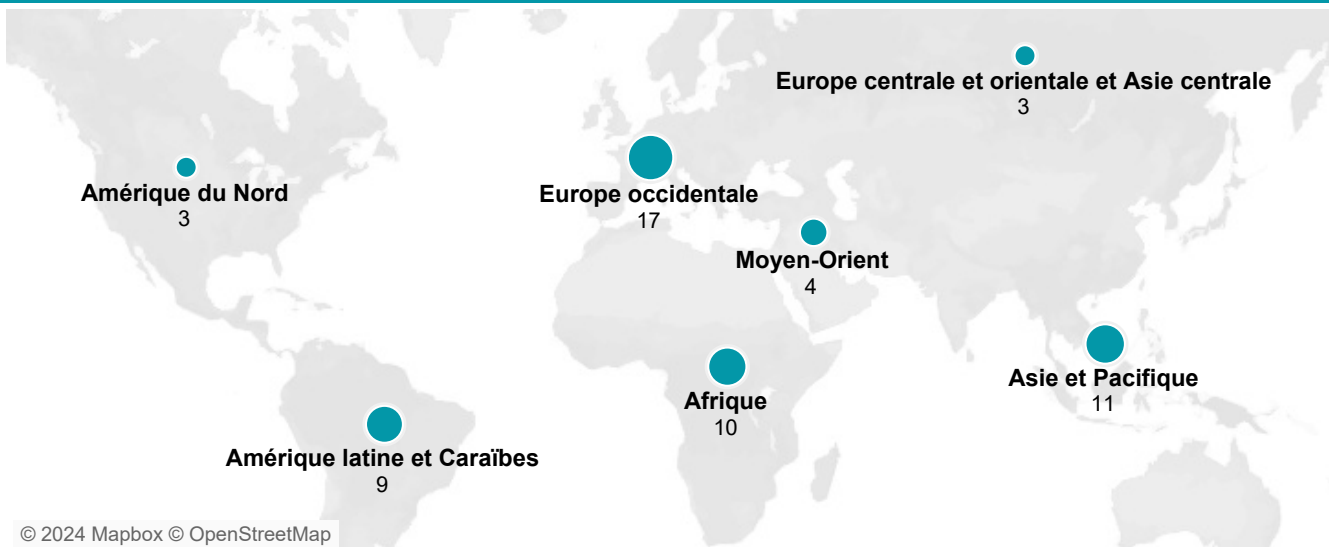 Europe centrale et orientale et Asie centrale
3
Amérique du Nord
3
Europe occidentale
17
Moyen-Orient
4
Asie et Pacifique
11
Afrique
10
Amérique latine et Caraïbes
9
© 2024 Mapbox © OpenStreetMap